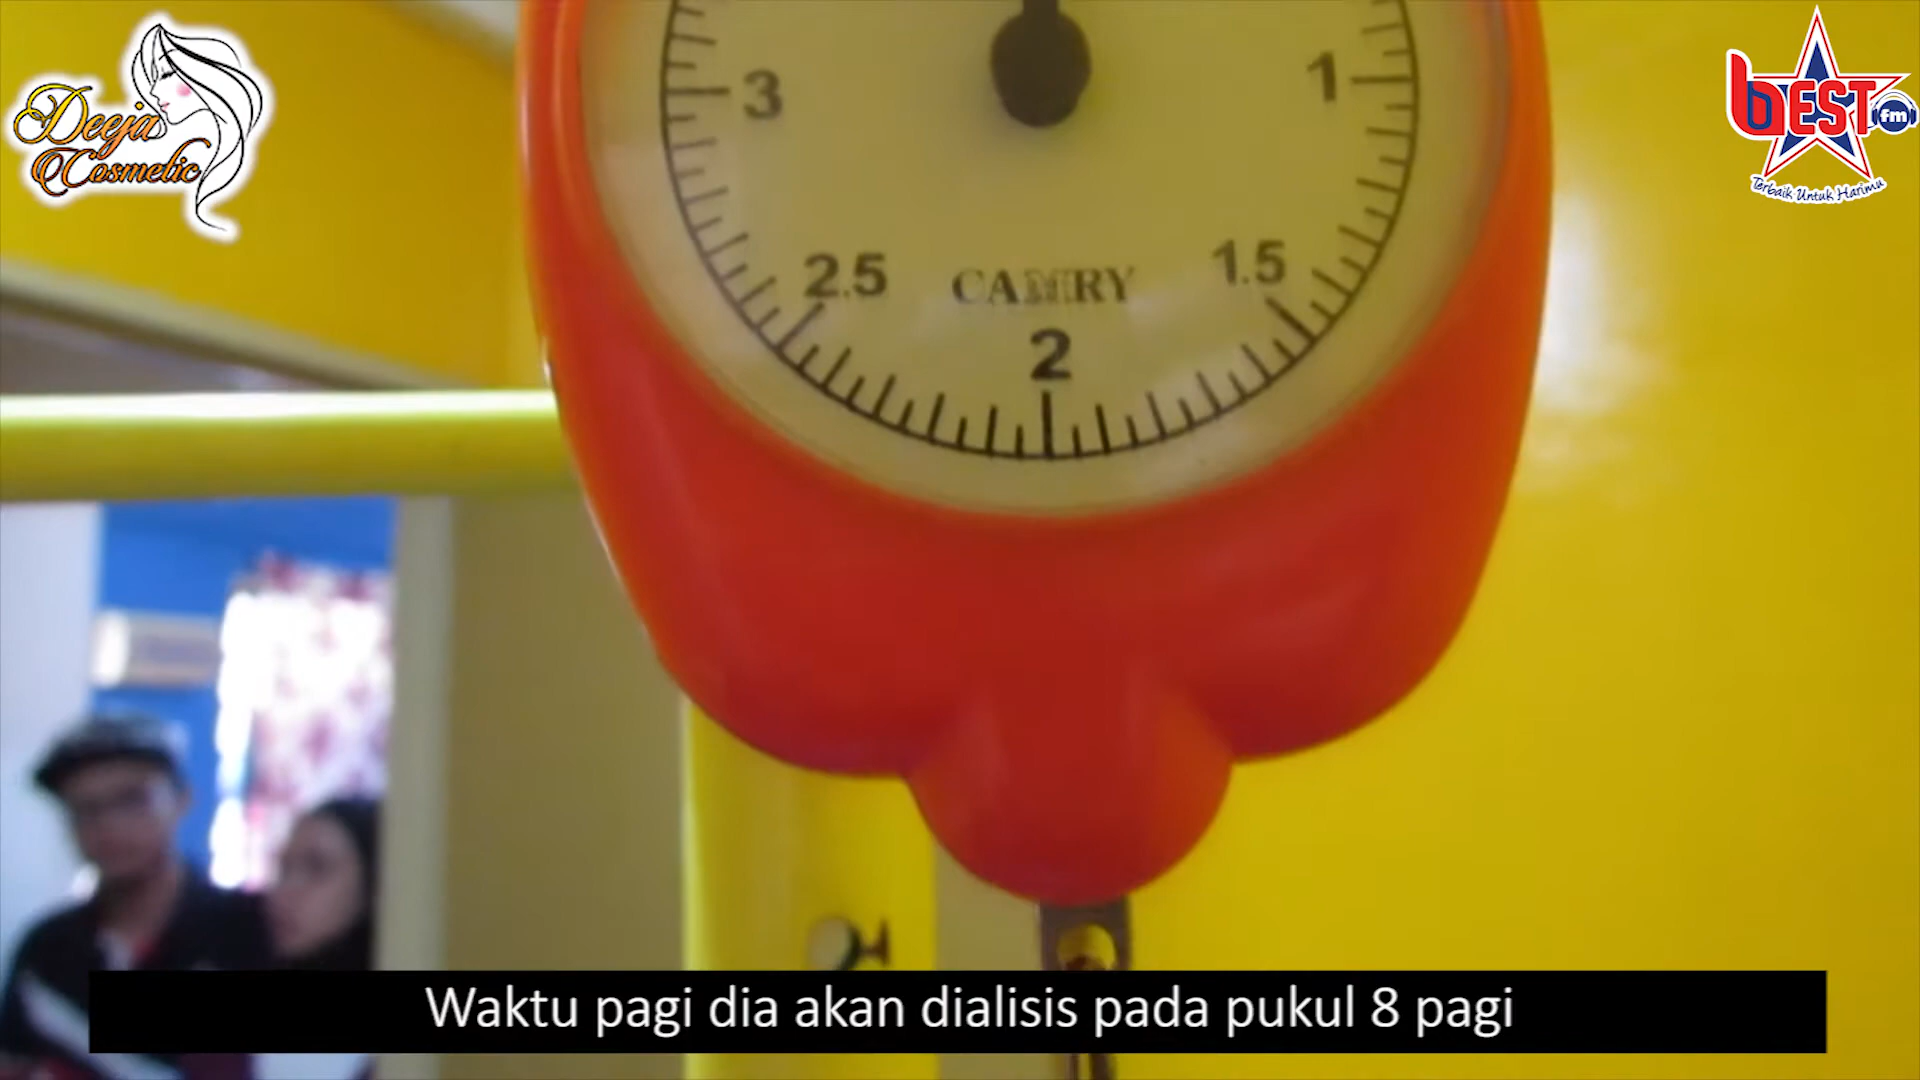 Deeja
Cosmetic
bEST fm
Terbaik Untuk Harimu
3
1
2.5
CAMRY
1.5
2
Waktu pagi dia akan dialisis pada pukul 8 pagi